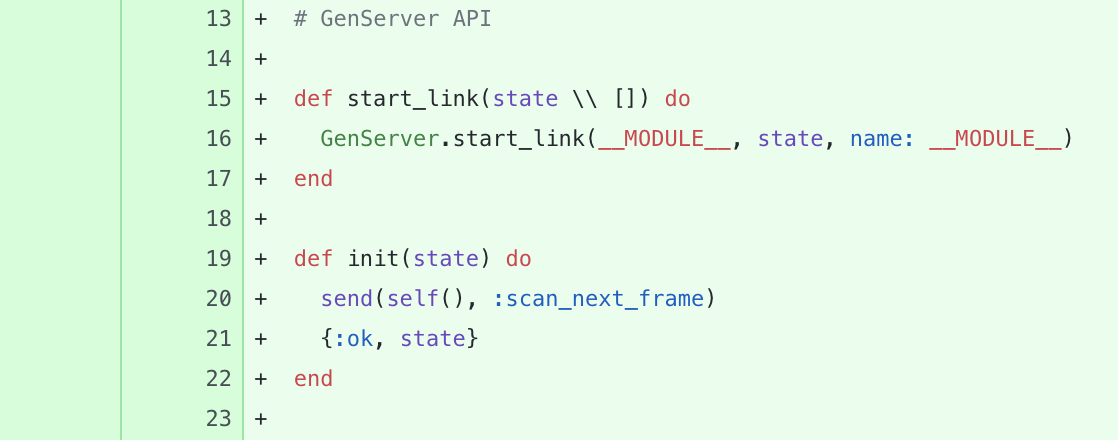 13 + # GenServer API
14 +
15 + def start_link(state \\ []) do
16 + GenServer.start_link(__MODULE__, state, name: __MODULE__)
17 + end
18 +
19 + def init(state) do
20 + send(self(), :scan_next_frame)
21 + {:ok, state}
22 + end
23 +